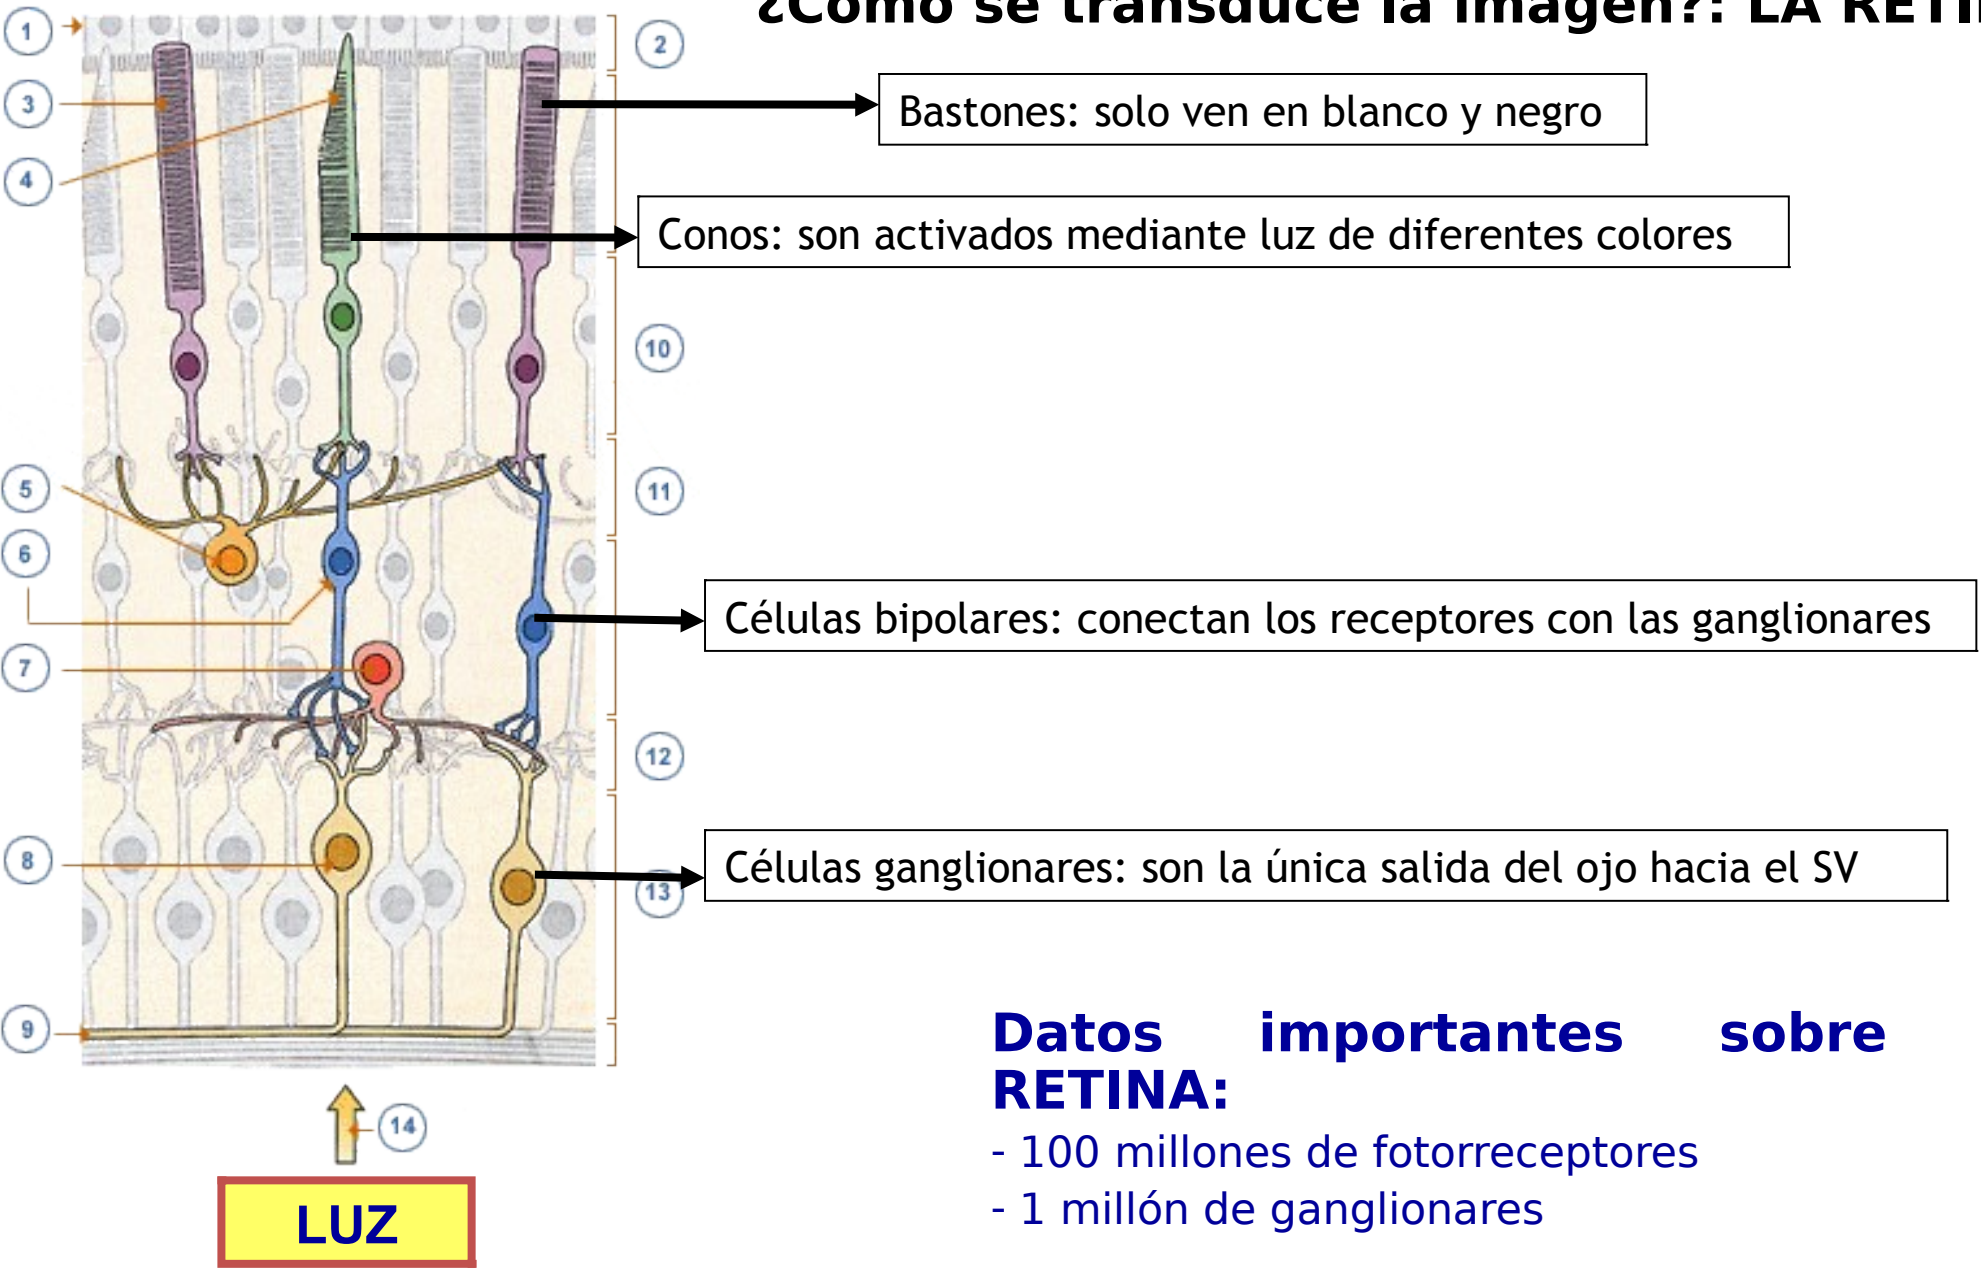 ¿Cómo se transduce la imagen?: LA RETI
1
2
3
Bastones: solo ven en blanco y negro
4
Conos: son activados mediante luz de diferentes colores
10
5
11
6
Células bipolares: conectan los receptores con las ganglionares
7
12
8
Células ganglionares: son la única salida del ojo hacia el SV
13
9
Datos importantes sobre
RETINA:
14
- 100 millones de fotorreceptores
- 1 millón de ganglionares
LUZ